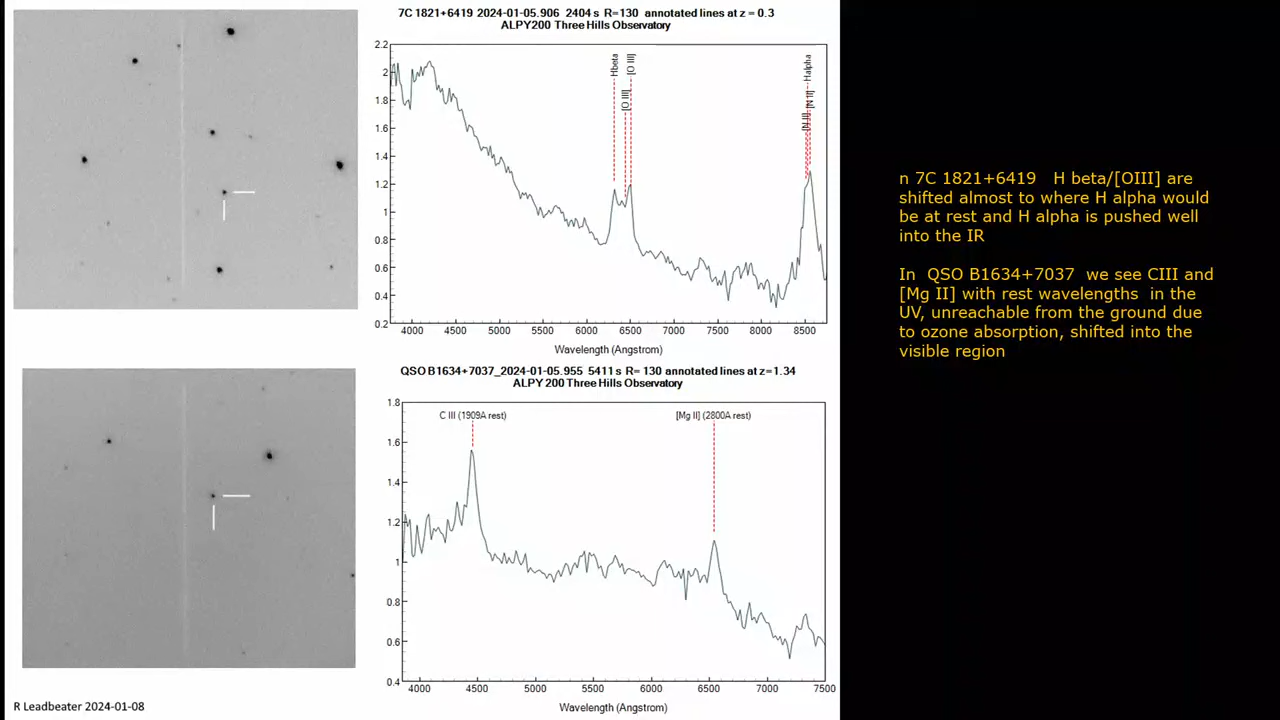 7C 1821+6419 2024-01-05.906 2404 s R=130 annotated lines at z = 0.3
ALPY200 Three Hills Observatory
2.2
2
1.8
1.6
1.4
1.2
1
0.8
0.6
0.4
0.2
Hbeta
[O III]
[O III]
[N II]
Halpha
[N II]
4000 4500 5000 5500 6000 6500 7000 7500 8000 8500
Wavelength (Angstrom)
QSO B1634+7037_2024-01-05.955 5411 s R= 130 annotated lines at z=1.34
ALPY 200 Three Hills Observatory
1.8
1.6
1.4
1.2
1
0.8
0.6
0.4
C III (1909A rest)
[Mg II] (2800A rest)
4000 4500 5000 5500 6000 6500 7000 7500
Wavelength (Angstrom)
R Leadbeater 2024-01-08
n 7C 1821+6419 H beta/[OIII] are
shifted almost to where H alpha would
be at rest and H alpha is pushed well
into the IR
In QSO B1634+7037 we see CIII and
[Mg II] with rest wavelengths in the
UV, unreachable from the ground due
to ozone absorption, shifted into the
visible region